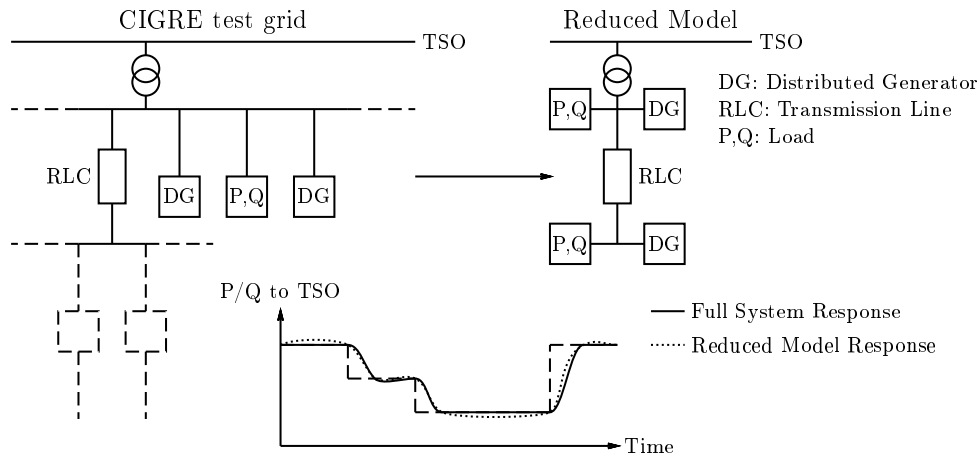 CIGRE test grid
Reduced Model
TSO
TSO
DG: Distributed Generator
RLC: Transmission Line
P,Q: Load
P,Q
DG
RLC
DG
P,Q
DG
RLC
P,Q
DG
P/Q to TSO
Full System Response
Reduced Model Response
Time